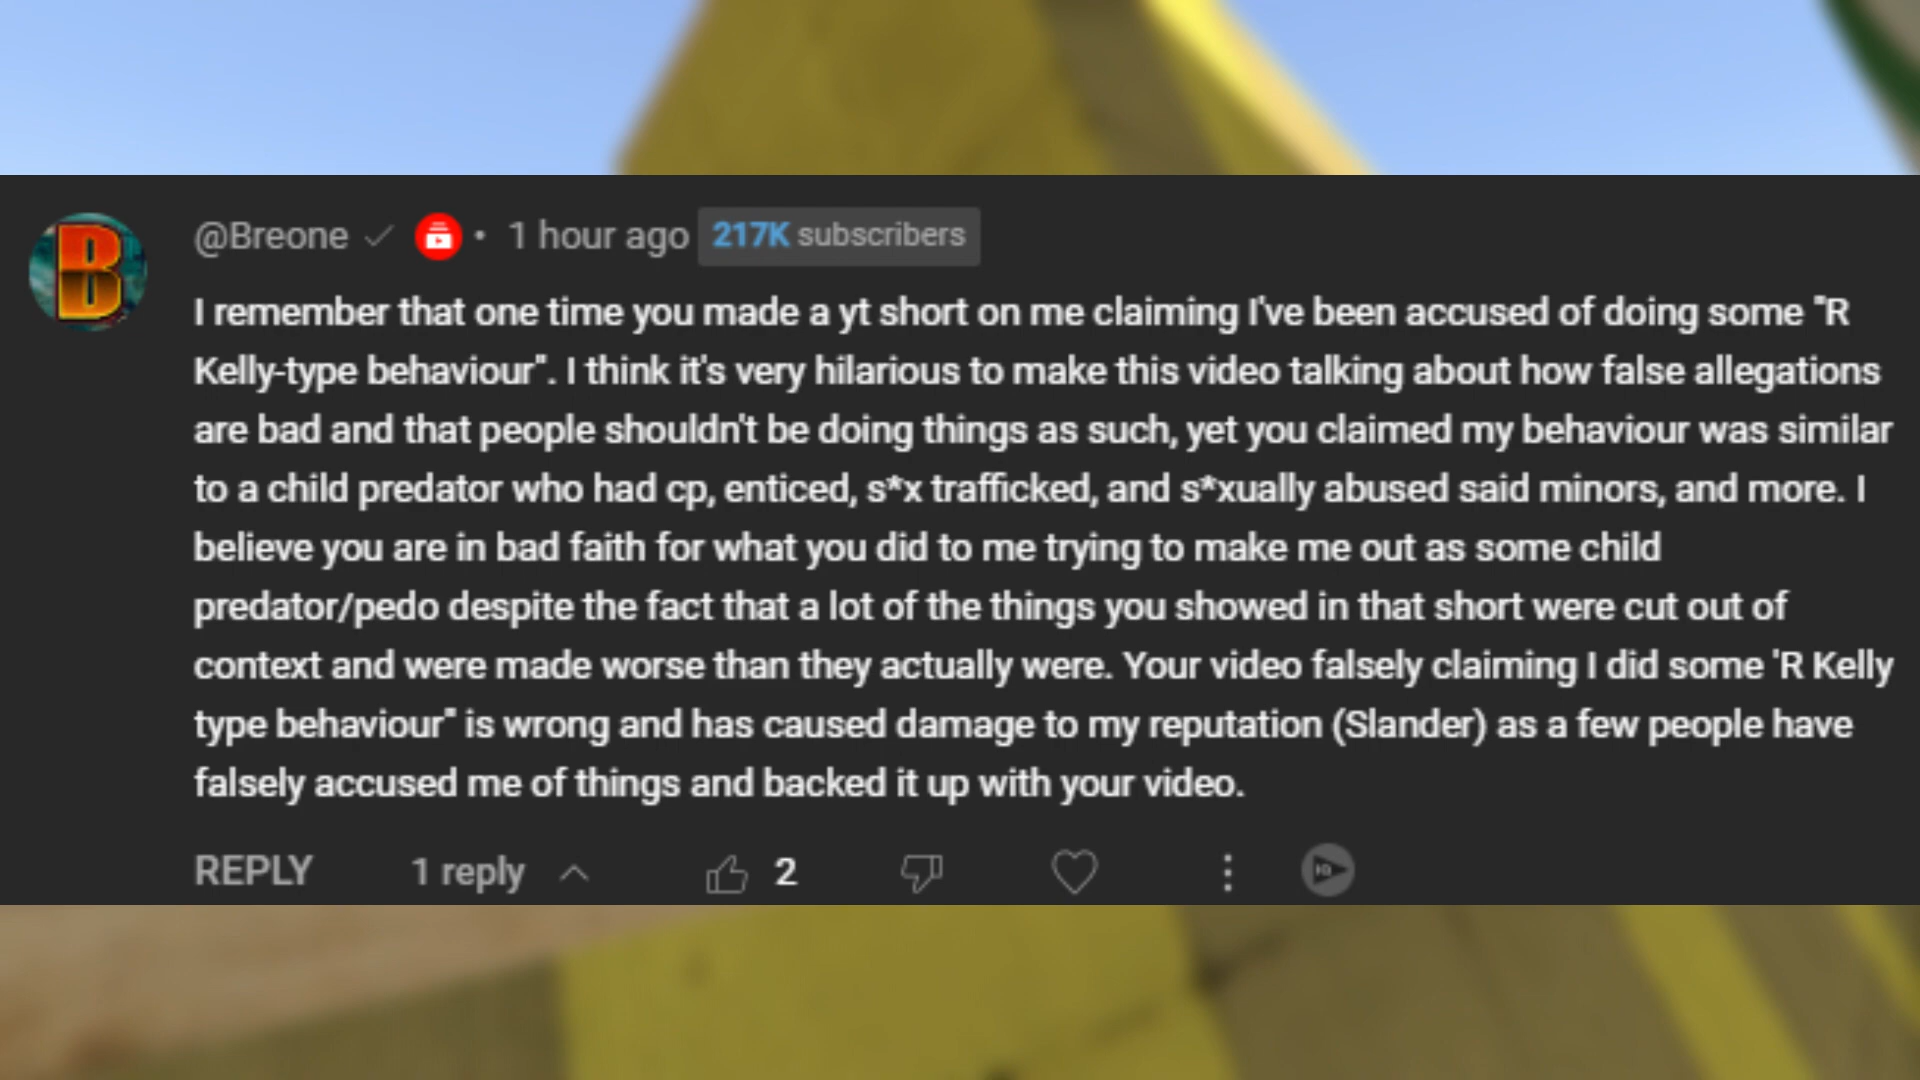 B
@Breone • 1 hour ago 217K subscribers
I remember that one time you made a yt short on me claiming I've been accused of doing some "R
Kelly-type behaviour". I think it's very hilarious to make this video talking about how false allegations
are bad and that people shouldn't be doing things as such, yet you claimed my behaviour was similar
to a child predator who had cp, enticed, s*x trafficked, and s*xually abused said minors, and more. I
believe you are in bad faith for what you did to me trying to make me out as some child
predator/pedo despite the fact that a lot of the things you showed in that short were cut out of
context and were made worse than they actually were. Your video falsely claiming I did some 'R Kelly
type behaviour" is wrong and has caused damage to my reputation (Slander) as a few people have
falsely accused me of things and backed it up with your video.
REPLY 1 reply 2